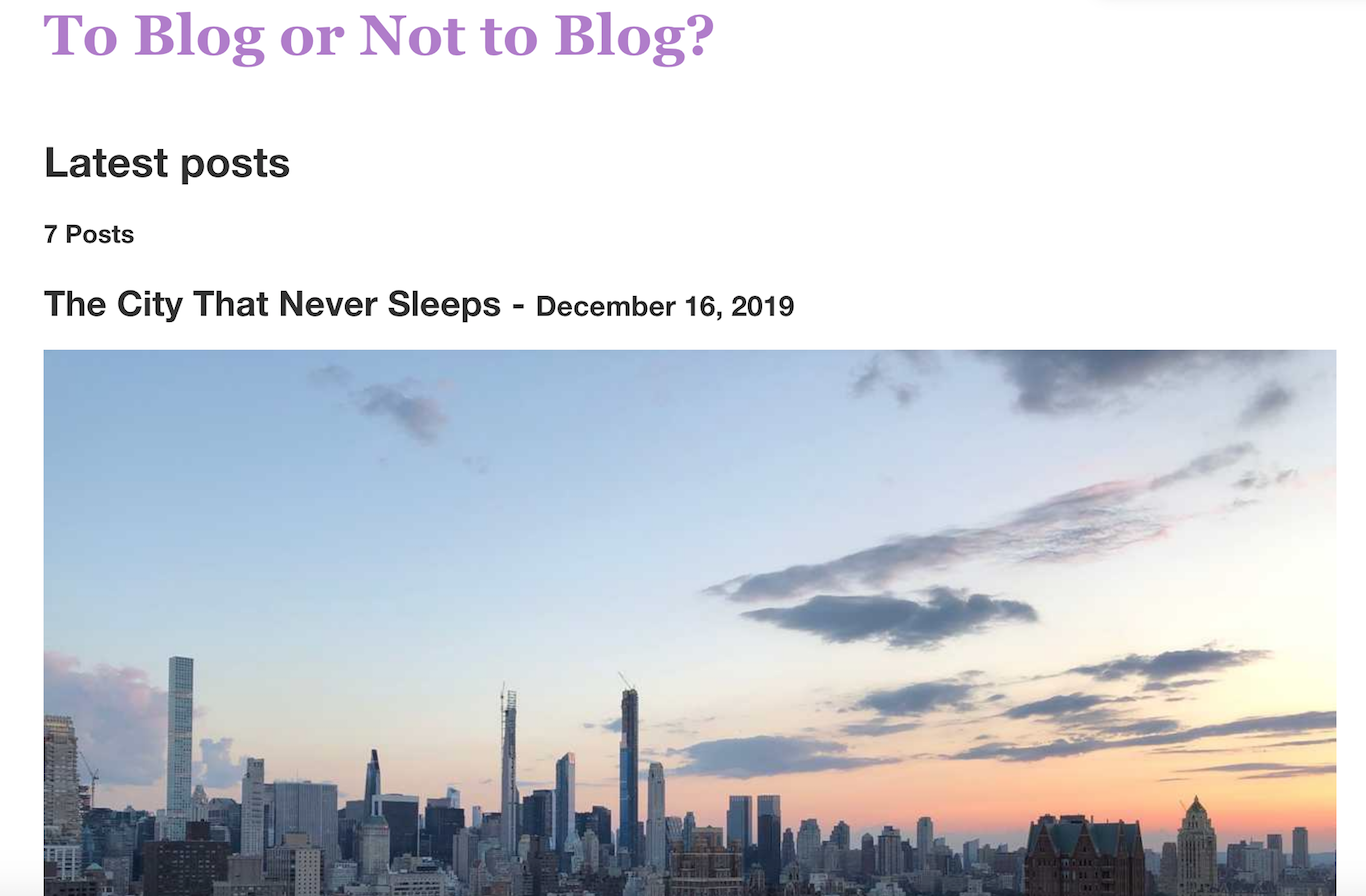 To Blog or Not to Blog?
Latest posts
7 Posts
The City That Never Sleeps - December 16, 2019